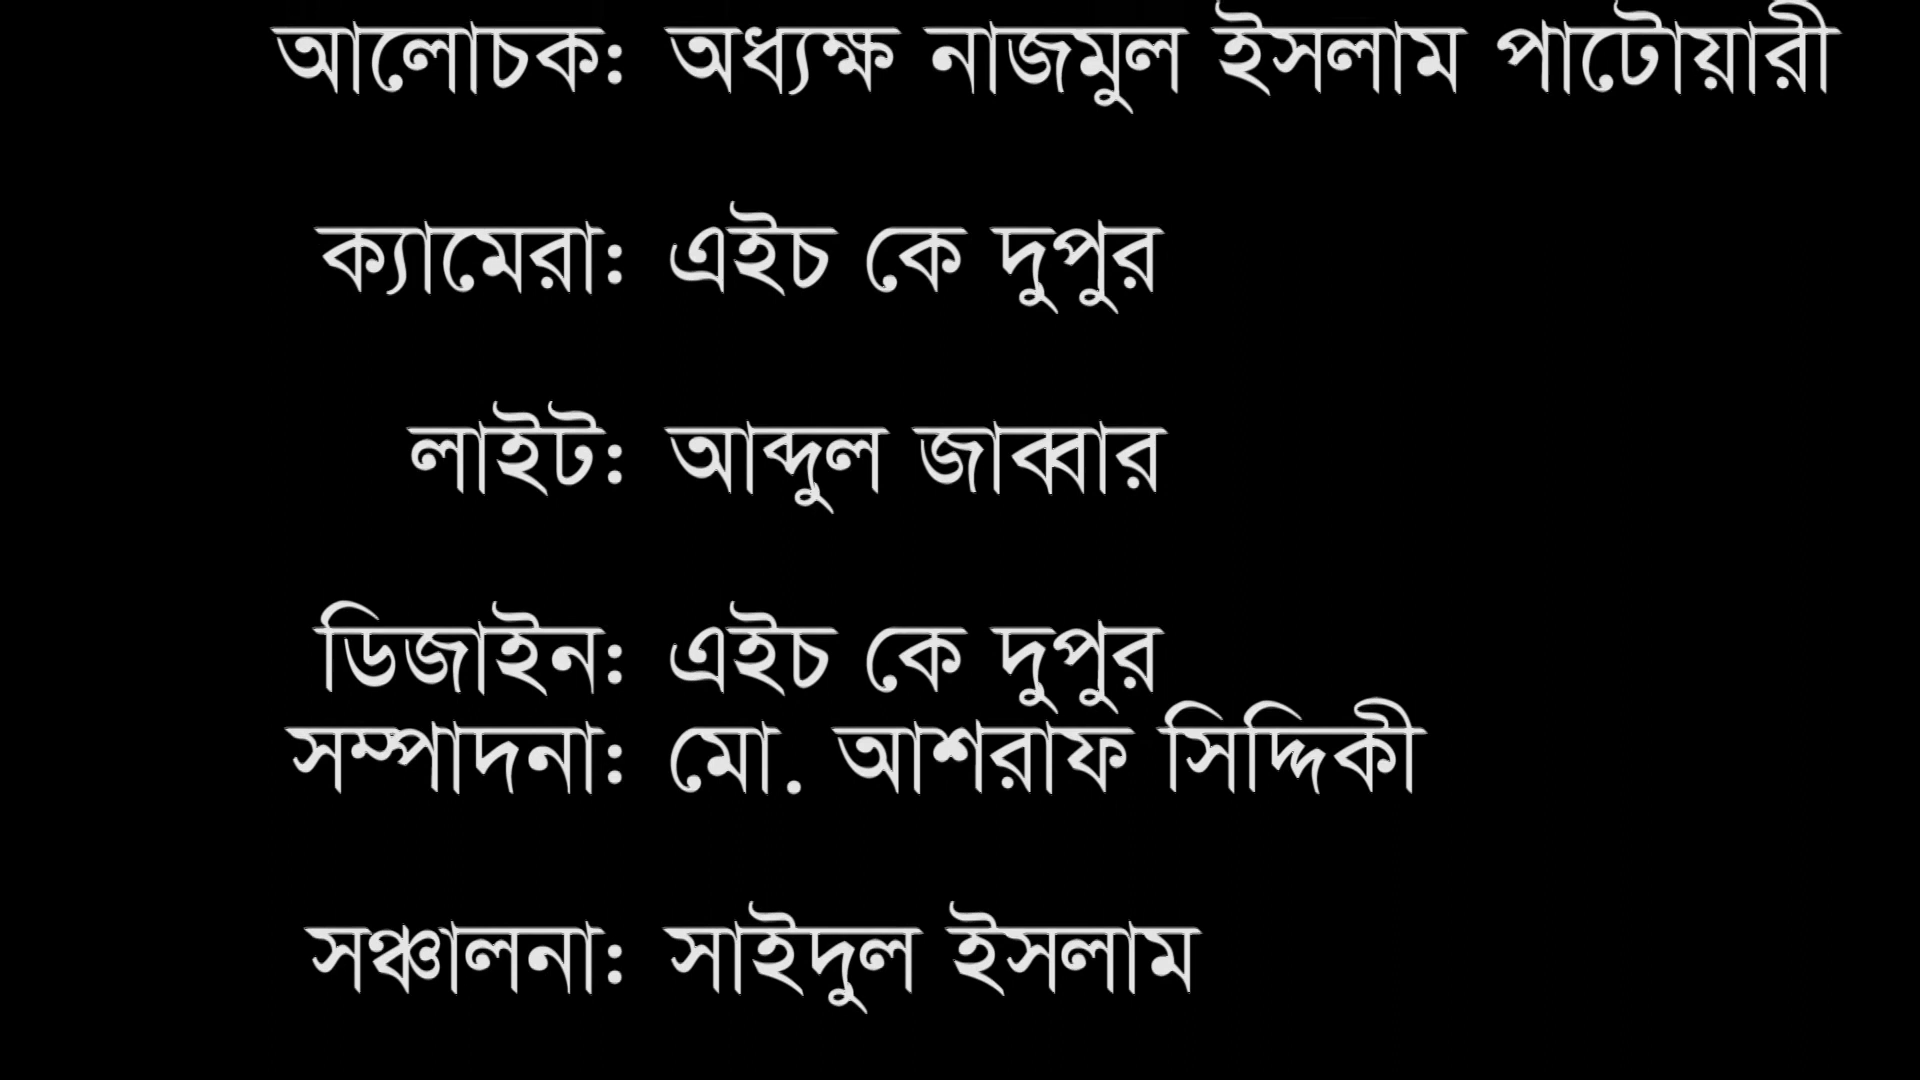 আলোচক: অধ্যক্ষ নাজমুল ইসলাম পাটোয়ারী
ক্যামেরা: এইচ কে দুপুর
লাইট: আব্দুল জাব্বার
ডিজাইন: এইচ কে দুপুর
সম্পাদনা: মো. আশরাফ সিদ্দিকী
সঞ্চালনা: সাইদুল ইসলাম